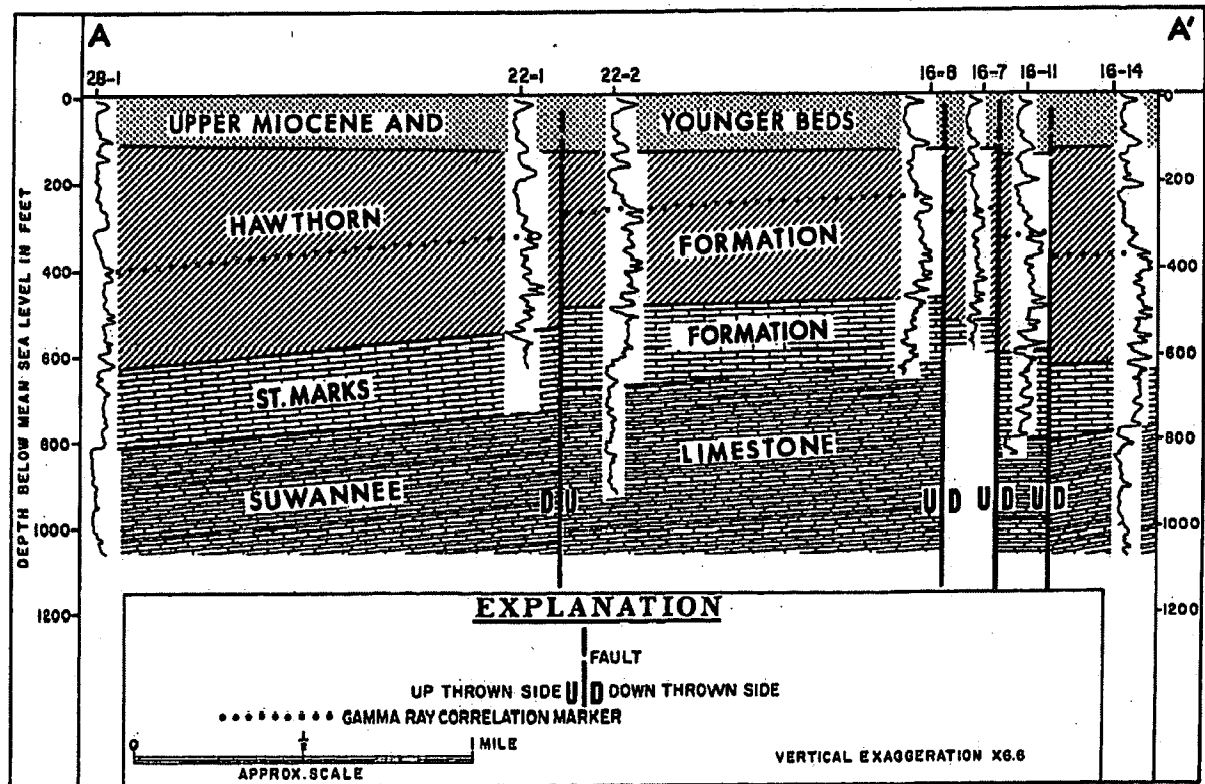 A A'
28-1 22-1 22-2 16-8 16-7 16-11 16-14
0 0
UPPER MIOCENE AND YOUNGER BEDS
200 200
HAWTHORN FORMATION
400 400
FORMATION
600 600
ST. MARKS
800 800
LIMESTONE
SUWANNEE
D U U D U D U D
1000 1000
1200 1200
DEPTH BELOW MEAN SEA LEVEL IN FEET
EXPLANATION
FAULT
UP THROWN SIDE U D DOWN THROWN SIDE
GAMMA RAY CORRELATION MARKER
0 1/2 1 MILE
APPROX. SCALE
VERTICAL EXAGGERATION X6.6